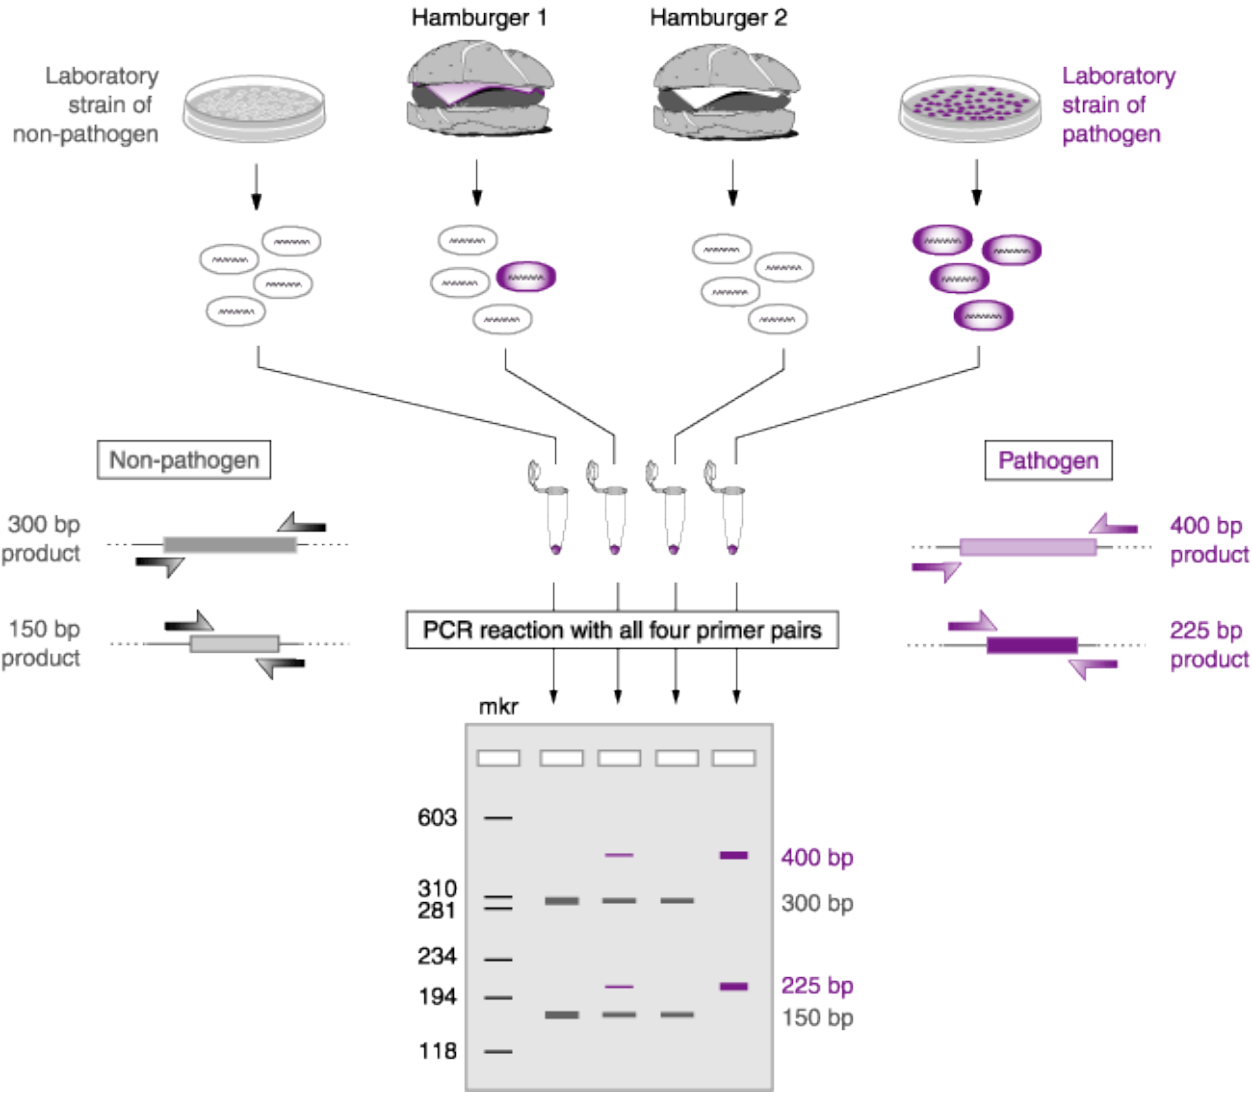 Hamburger 1
Hamburger 2
Laboratory
strain of
non-pathogen
Laboratory
strain of
pathogen
Non-pathogen
Pathogen
300 bp
product
400 bp
product
150 bp
product
225 bp
product
PCR reaction with all four primer pairs
mkr
603
400 bp
310
300 bp
281
234
225 bp
194
150 bp
118